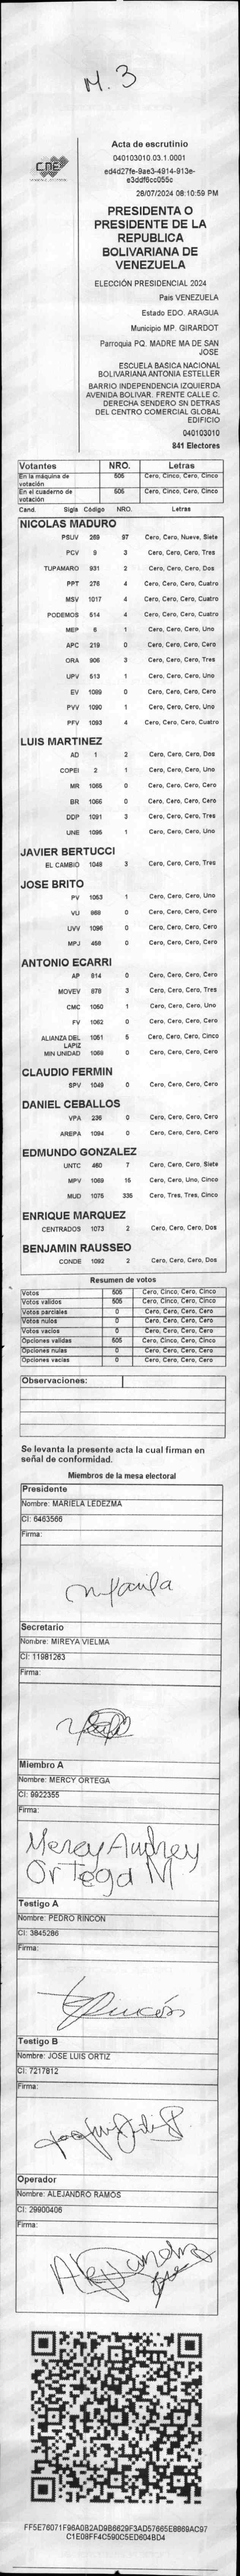 M. 3
CNE
Acta de escrutinio
040103010.03.1.0001
ed4d27fe-9ae3-4914-913e-
e3ddf6cc055c
28/07/2024 08:10:59 PM
PRESIDENTA O
PRESIDENTE DE LA
REPUBLICA
BOLIVARIANA DE
VENEZUELA
ELECCIÓN PRESIDENCIAL 2024
País VENEZUELA
Estado EDO. ARAGUA
Municipio MP. GIRARDOT
Parroquia PQ. MADRE MA DE SAN
JOSE
ESCUELA BASICA NACIONAL
BOLIVARIANA ANTONIA ESTELLER
BARRIO INDEPENDENCIA IZQUIERDA
AVENIDA BOLIVAR. FRENTE CALLE C.
DERECHA SENDERO SN DETRAS
DEL CENTRO COMERCIAL GLOBAL
EDIFICIO
040103010
841 Electores
Votantes NRO. Letras
En la máquina de votación 505 Cero, Cinco, Cero, Cinco
En el cuaderno de votación 505 Cero, Cinco, Cero, Cinco
Cand. Sigla Código NRO. Letras
NICOLAS MADURO
PSUV 269 97 Cero, Cero, Nueve, Siete
PCV 9 3 Cero, Cero, Cero, Tres
TUPAMARO 931 2 Cero, Cero, Cero, Dos
PPT 276 4 Cero, Cero, Cero, Cuatro
MSV 1017 4 Cero, Cero, Cero, Cuatro
PODEMOS 514 4 Cero, Cero, Cero, Cuatro
MEP 6 1 Cero, Cero, Cero, Uno
APC 219 0 Cero, Cero, Cero, Cero
ORA 906 3 Cero, Cero, Cero, Tres
UPV 513 1 Cero, Cero, Cero, Uno
EV 1089 0 Cero, Cero, Cero, Cero
PVV 1090 1 Cero, Cero, Cero, Uno
PFV 1093 4 Cero, Cero, Cero, Cuatro
LUIS MARTINEZ
AD 1 2 Cero, Cero, Cero, Dos
COPEI 2 1 Cero, Cero, Cero, Uno
MR 1065 0 Cero, Cero, Cero, Cero
BR 1066 0 Cero, Cero, Cero, Cero
DDP 1091 3 Cero, Cero, Cero, Tres
UNE 1095 1 Cero, Cero, Cero, Uno
JAVIER BERTUCCI
EL CAMBIO 1048 3 Cero, Cero, Cero, Tres
JOSE BRITO
PV 1053 1 Cero, Cero, Cero, Uno
VU 868 0 Cero, Cero, Cero, Cero
UVV 1096 0 Cero, Cero, Cero, Cero
MPJ 458 0 Cero, Cero, Cero, Cero
ANTONIO ECARRI
AP 814 0 Cero, Cero, Cero, Cero
MOVEV 878 3 Cero, Cero, Cero, Tres
CMC 1050 1 Cero, Cero, Cero, Uno
FV 1062 0 Cero, Cero, Cero, Cero
ALIANZA DEL 1051 5 Cero, Cero, Cero, Cinco
LAPIZ
MIN UNIDAD 1069 0 Cero, Cero, Cero, Cero
CLAUDIO FERMIN
SPV 1049 0 Cero, Cero, Cero, Cero
DANIEL CEBALLOS
VPA 236 0 Cero, Cero, Cero, Cero
AREPA 1094 0 Cero, Cero, Cero, Cero
EDMUNDO GONZALEZ
UNTC 460 7 Cero, Cero, Cero, Siete
MPV 1069 15 Cero, Cero, Uno, Cinco
MUD 1075 335 Cero, Tres, Tres, Cinco
ENRIQUE MARQUEZ
CENTRADOS 1073 2 Cero, Cero, Cero, Dos
BENJAMIN RAUSSEO
CONDE 1092 2 Cero, Cero, Cero, Dos
Resumen de votos
Votos 505 Cero, Cinco, Cero, Cinco
Votos validos 505 Cero, Cinco, Cero, Cinco
Votos parciales 0 Cero, Cero, Cero, Cero
Votos nulos 0 Cero, Cero, Cero, Cero
Votos vacios 0 Cero, Cero, Cero, Cero
Opciones validas 505 Cero, Cinco, Cero, Cinco
Opciones nulas 0 Cero, Cero, Cero, Cero
Opciones vacias 0 Cero, Cero, Cero, Cero
Observaciones:
Se levanta la presente acta la cual firman en
señal de conformidad.
Miembros de la mesa electoral
Presidente
Nombre: MARIELA LEDEZMA
CI: 6463566
Firma:
Secretario
Nombre: MIREYA VIELMA
CI: 11981263
Firma:
Miembro A
Nombre: MERCY ORTEGA
CI: 9922355
Firma:
Mercy Audrey
Ortega M
Testigo A
Nombre: PEDRO RINCON
CI: 3845286
Firma:
Testigo B
Nombre: JOSE LUIS ORTIZ
CI: 7217812
Firma:
Operador
Nombre: ALEJANDRO RAMOS
CI: 29900406
Firma:
FF5E76071F96A0B2AD9B6629F3AD57665E8869AC97
C1E08FF4C590C5ED604BD4